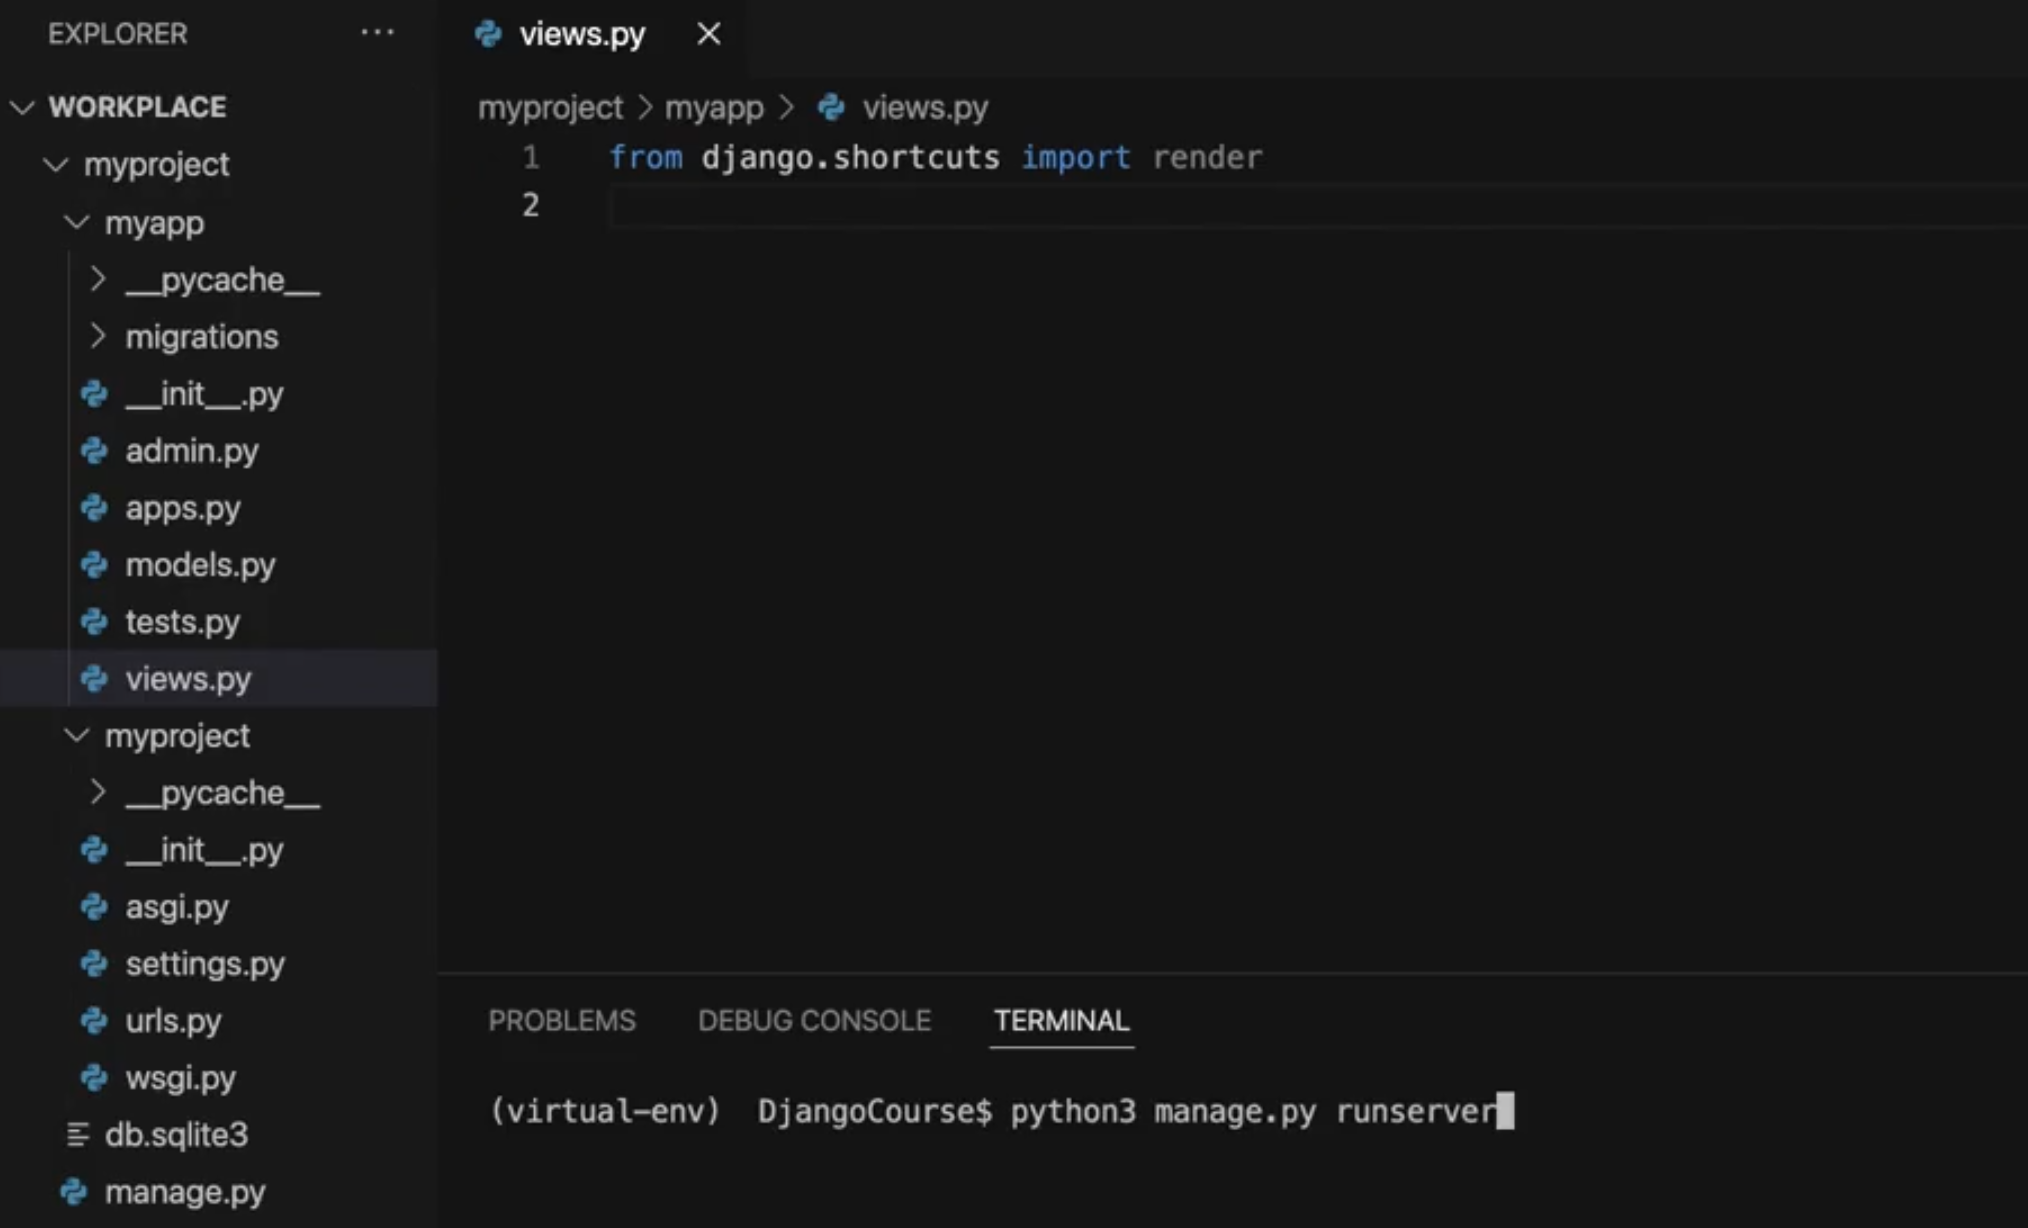 EXPLORER ···
WORKPLACE
myproject
myapp
__pycache__
migrations
__init__.py
admin.py
apps.py
models.py
tests.py
views.py
myproject
__pycache__
__init__.py
asgi.py
settings.py
urls.py
wsgi.py
db.sqlite3
manage.py
views.py
myproject > myapp > views.py
1 from django.shortcuts import render
2
PROBLEMS DEBUG CONSOLE TERMINAL
(virtual-env) DjangoCourse$ python3 manage.py runserver